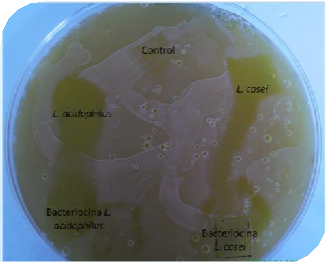 Control
L. casei
L. acidophilus
Bacteriocina L.
acidophilus
Bacteriocina
L. casei